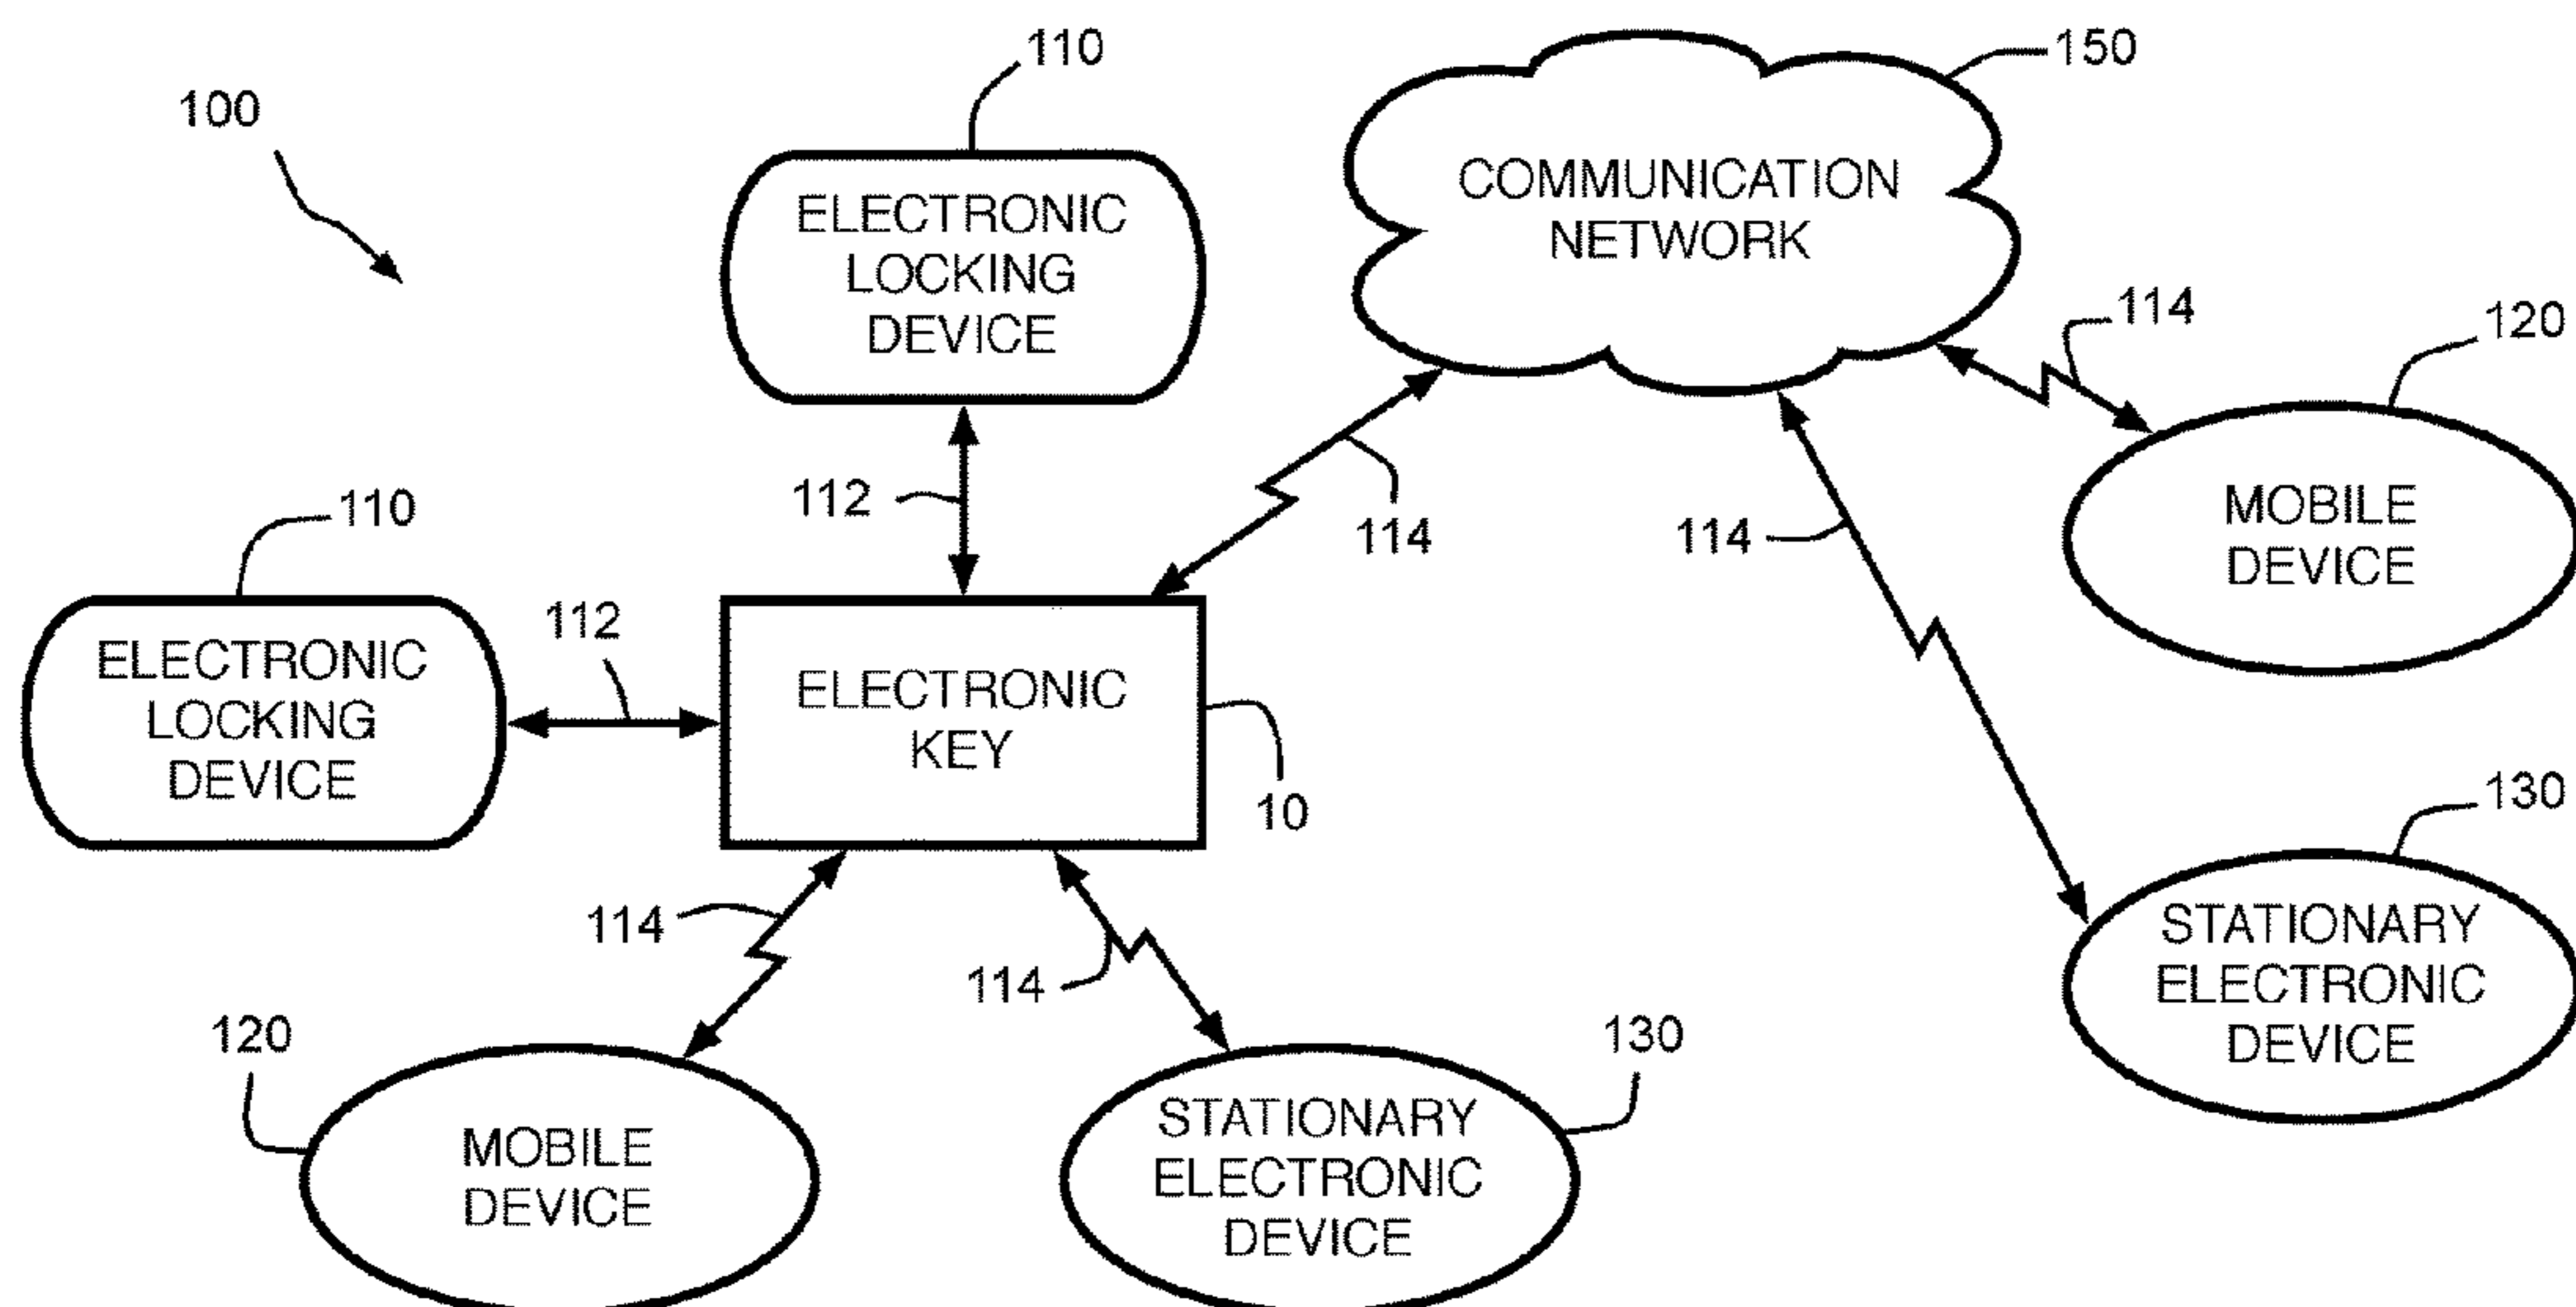 110
150
100
ELECTRONIC
LOCKING
DEVICE
COMMUNICATION
NETWORK
114
120
110
112
114
114
MOBILE
DEVICE
112
ELECTRONIC
LOCKING
DEVICE
ELECTRONIC
KEY
10
130
114
114
STATIONARY
ELECTRONIC
DEVICE
120
130
MOBILE
DEVICE
STATIONARY
ELECTRONIC
DEVICE